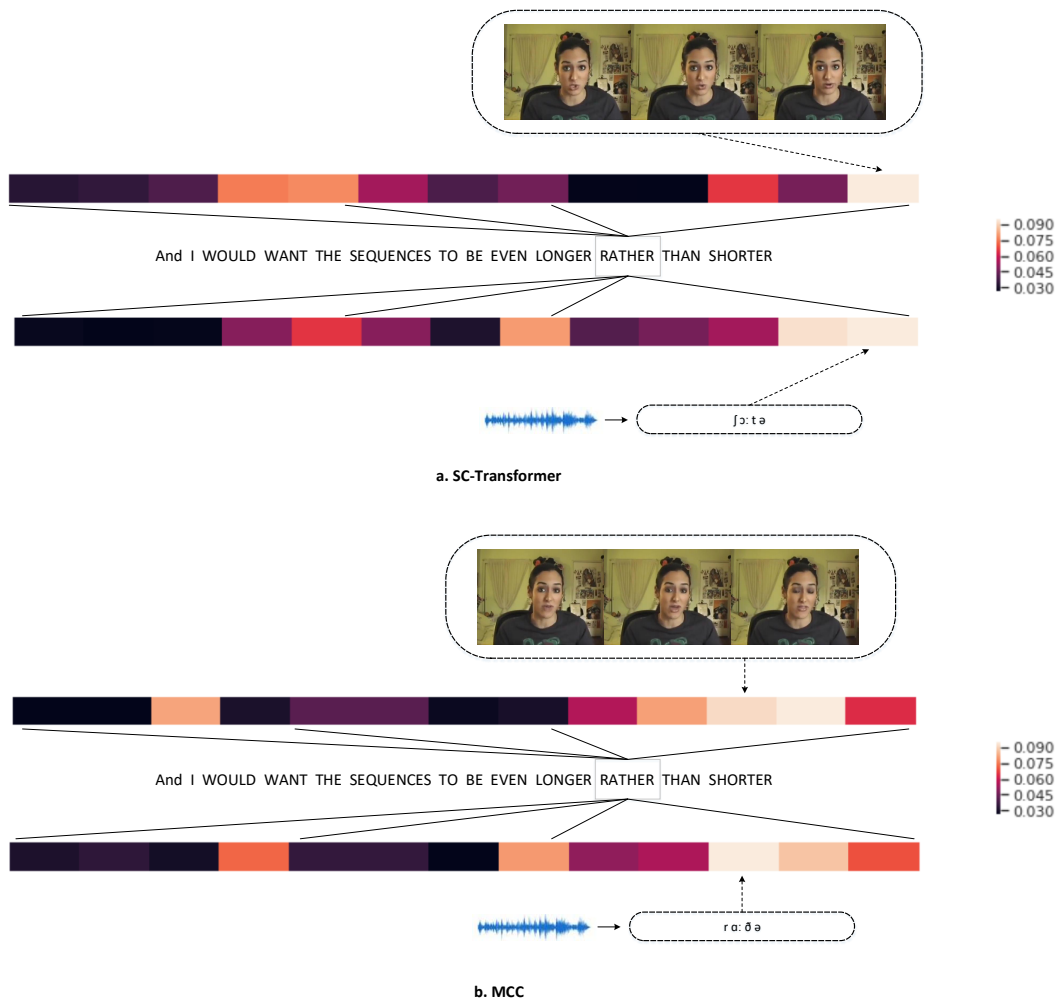 0.090
0.075
0.060
0.045
0.030
And I WOULD WANT THE SEQUENCES TO BE EVEN LONGER RATHER THAN SHORTER
ʃ ɔː t ə
a. SC-Transformer
0.090
0.075
0.060
0.045
0.030
And I WOULD WANT THE SEQUENCES TO BE EVEN LONGER RATHER THAN SHORTER
r ɑː ð ə
b. MCC